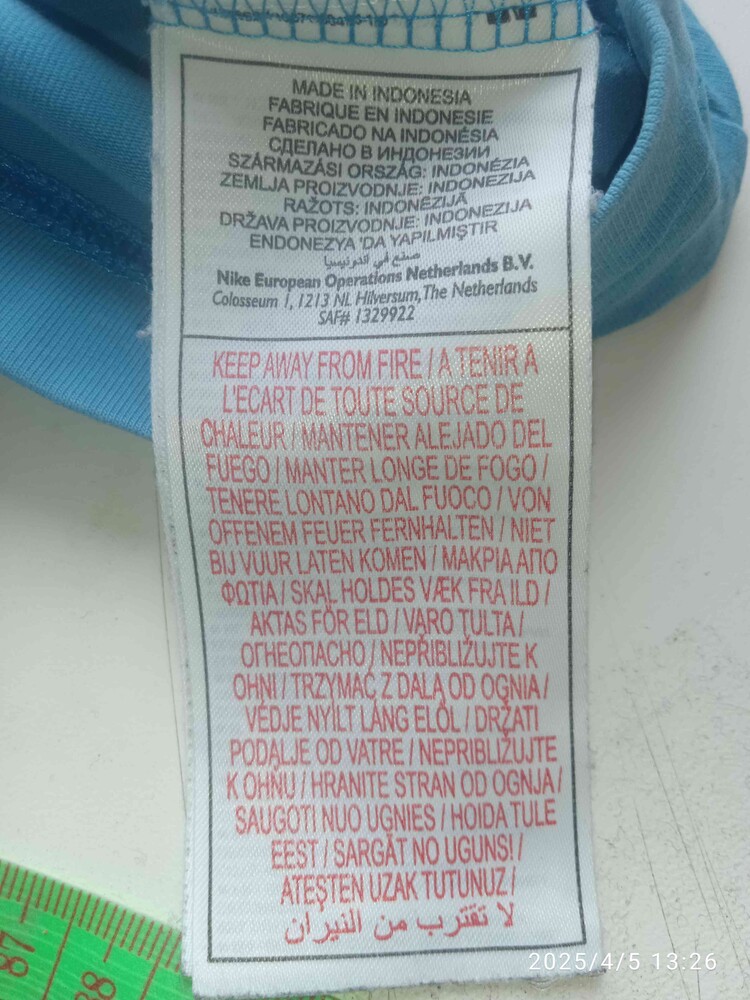 MADE IN INDONESIA
FABRIQUE EN INDONESIE
FABRICADO NA INDONÉSIA
СДЕЛАНО В ИНДОНЕЗИИ
SZÁRMAZÁSI ORSZÁG: INDONÉZIA
ZEMLJA PROIZVODNJE: INDONEZIJA
RAŽOTS: INDONĒZIJĀ
DRŽAVA PROIZVODNJE: INDONEZIJA
ENDONEZYA 'DA YAPILMIŞTIR
صنع في اندونيسيا
Nike European Operations Netherlands B.V.
Colosseum 1, 1213 NL Hilversum, The Netherlands
SAF# 1329922
KEEP AWAY FROM FIRE / A TENIR A
L'ECART DE TOUTE SOURCE DE
CHALEUR / MANTENER ALEJADO DEL
FUEGO / MANTER LONGE DE FOGO /
TENERE LONTANO DAL FUOCO / VON
OFFENEM FEUER FERNHALTEN / NIET
BIJ VUUR LATEN KOMEN / ΜΑΚΡΙΑ ΑΠΟ
ΦΩΤΙΑ / SKAL HOLDES VÆK FRA ILD /
AKTAS FÖR ELD / VARO TULTA /
ОГНЕОПАСНО / NEPŘIBLIŽUJTE K
OHNI / TRZYMAĆ Z DALA OD OGNIA /
VÉDJE NYÍLT LÁNG ELŐL / DRŽATI
PODALJE OD VATRE / NEPRIBLIŽUJTE
K OHŇU / HRANITE STRAN OD OGNJA /
SAUGOTI NUO UGNIES / HOIDA TULE
EEST / SARGĀT NO UGUNS! /
ATEŞTEN UZAK TUTUNUZ /
لا تقترب من النيران
87
88
2025/4/5 13:26